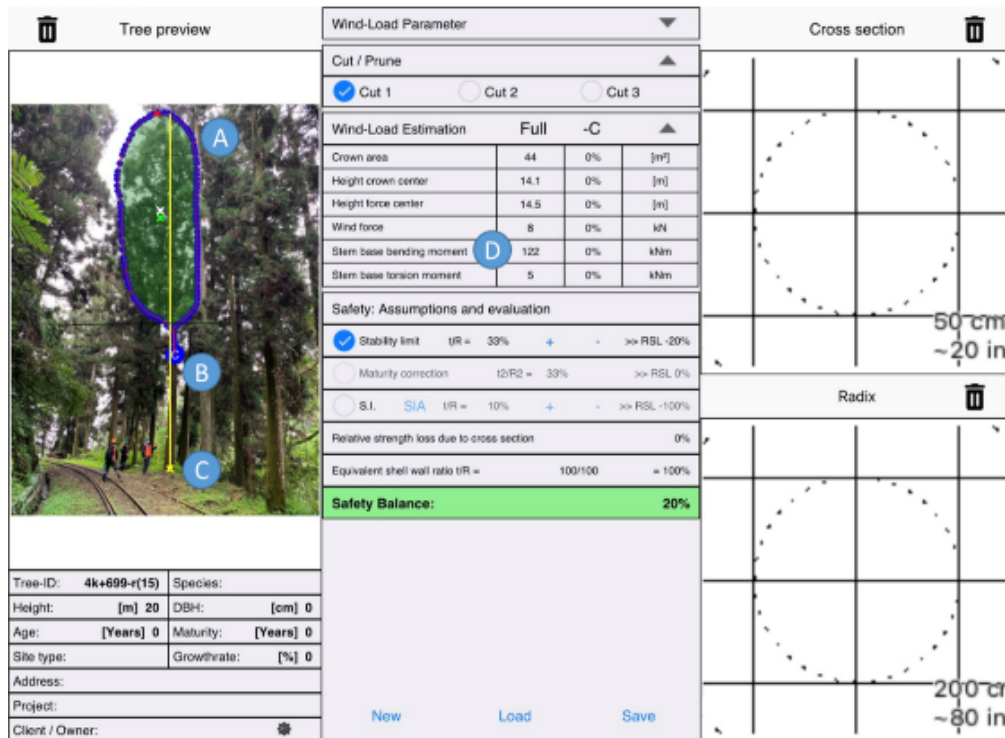 Tree preview
A
B
C
Tree-ID: 4k+699-r(15) Species:
Height: [m] 20 DBH: [cm] 0
Age: [Years] 0 Maturity: [Years] 0
Site type: Growthrate: [%] 0
Address:
Project:
Client / Owner:
Wind-Load Parameter
Cut / Prune
Cut 1 Cut 2 Cut 3
Wind-Load Estimation Full -C
Crown area 44 0% [m²]
Height crown center 14.1 0% [m]
Height force center 14.5 0% [m]
Wind force 8 0% kN
Stem base bending moment D 122 0% kNm
Stem base torsion moment 5 0% kNm
Safety: Assumptions and evaluation
Stability limit t/R = 33% + - >> RSL -20%
Maturity correction t2/R2 = 33% >> RSL 0%
S.I. SIA t/R = 10% + - >> RSL -100%
Relative strength loss due to cross section 0%
Equivalent shell wall ratio t/R = 100/100 = 100%
Safety Balance: 20%
New Load Save
Cross section
50 cm
~20 in
Radix
200 c
~80 in